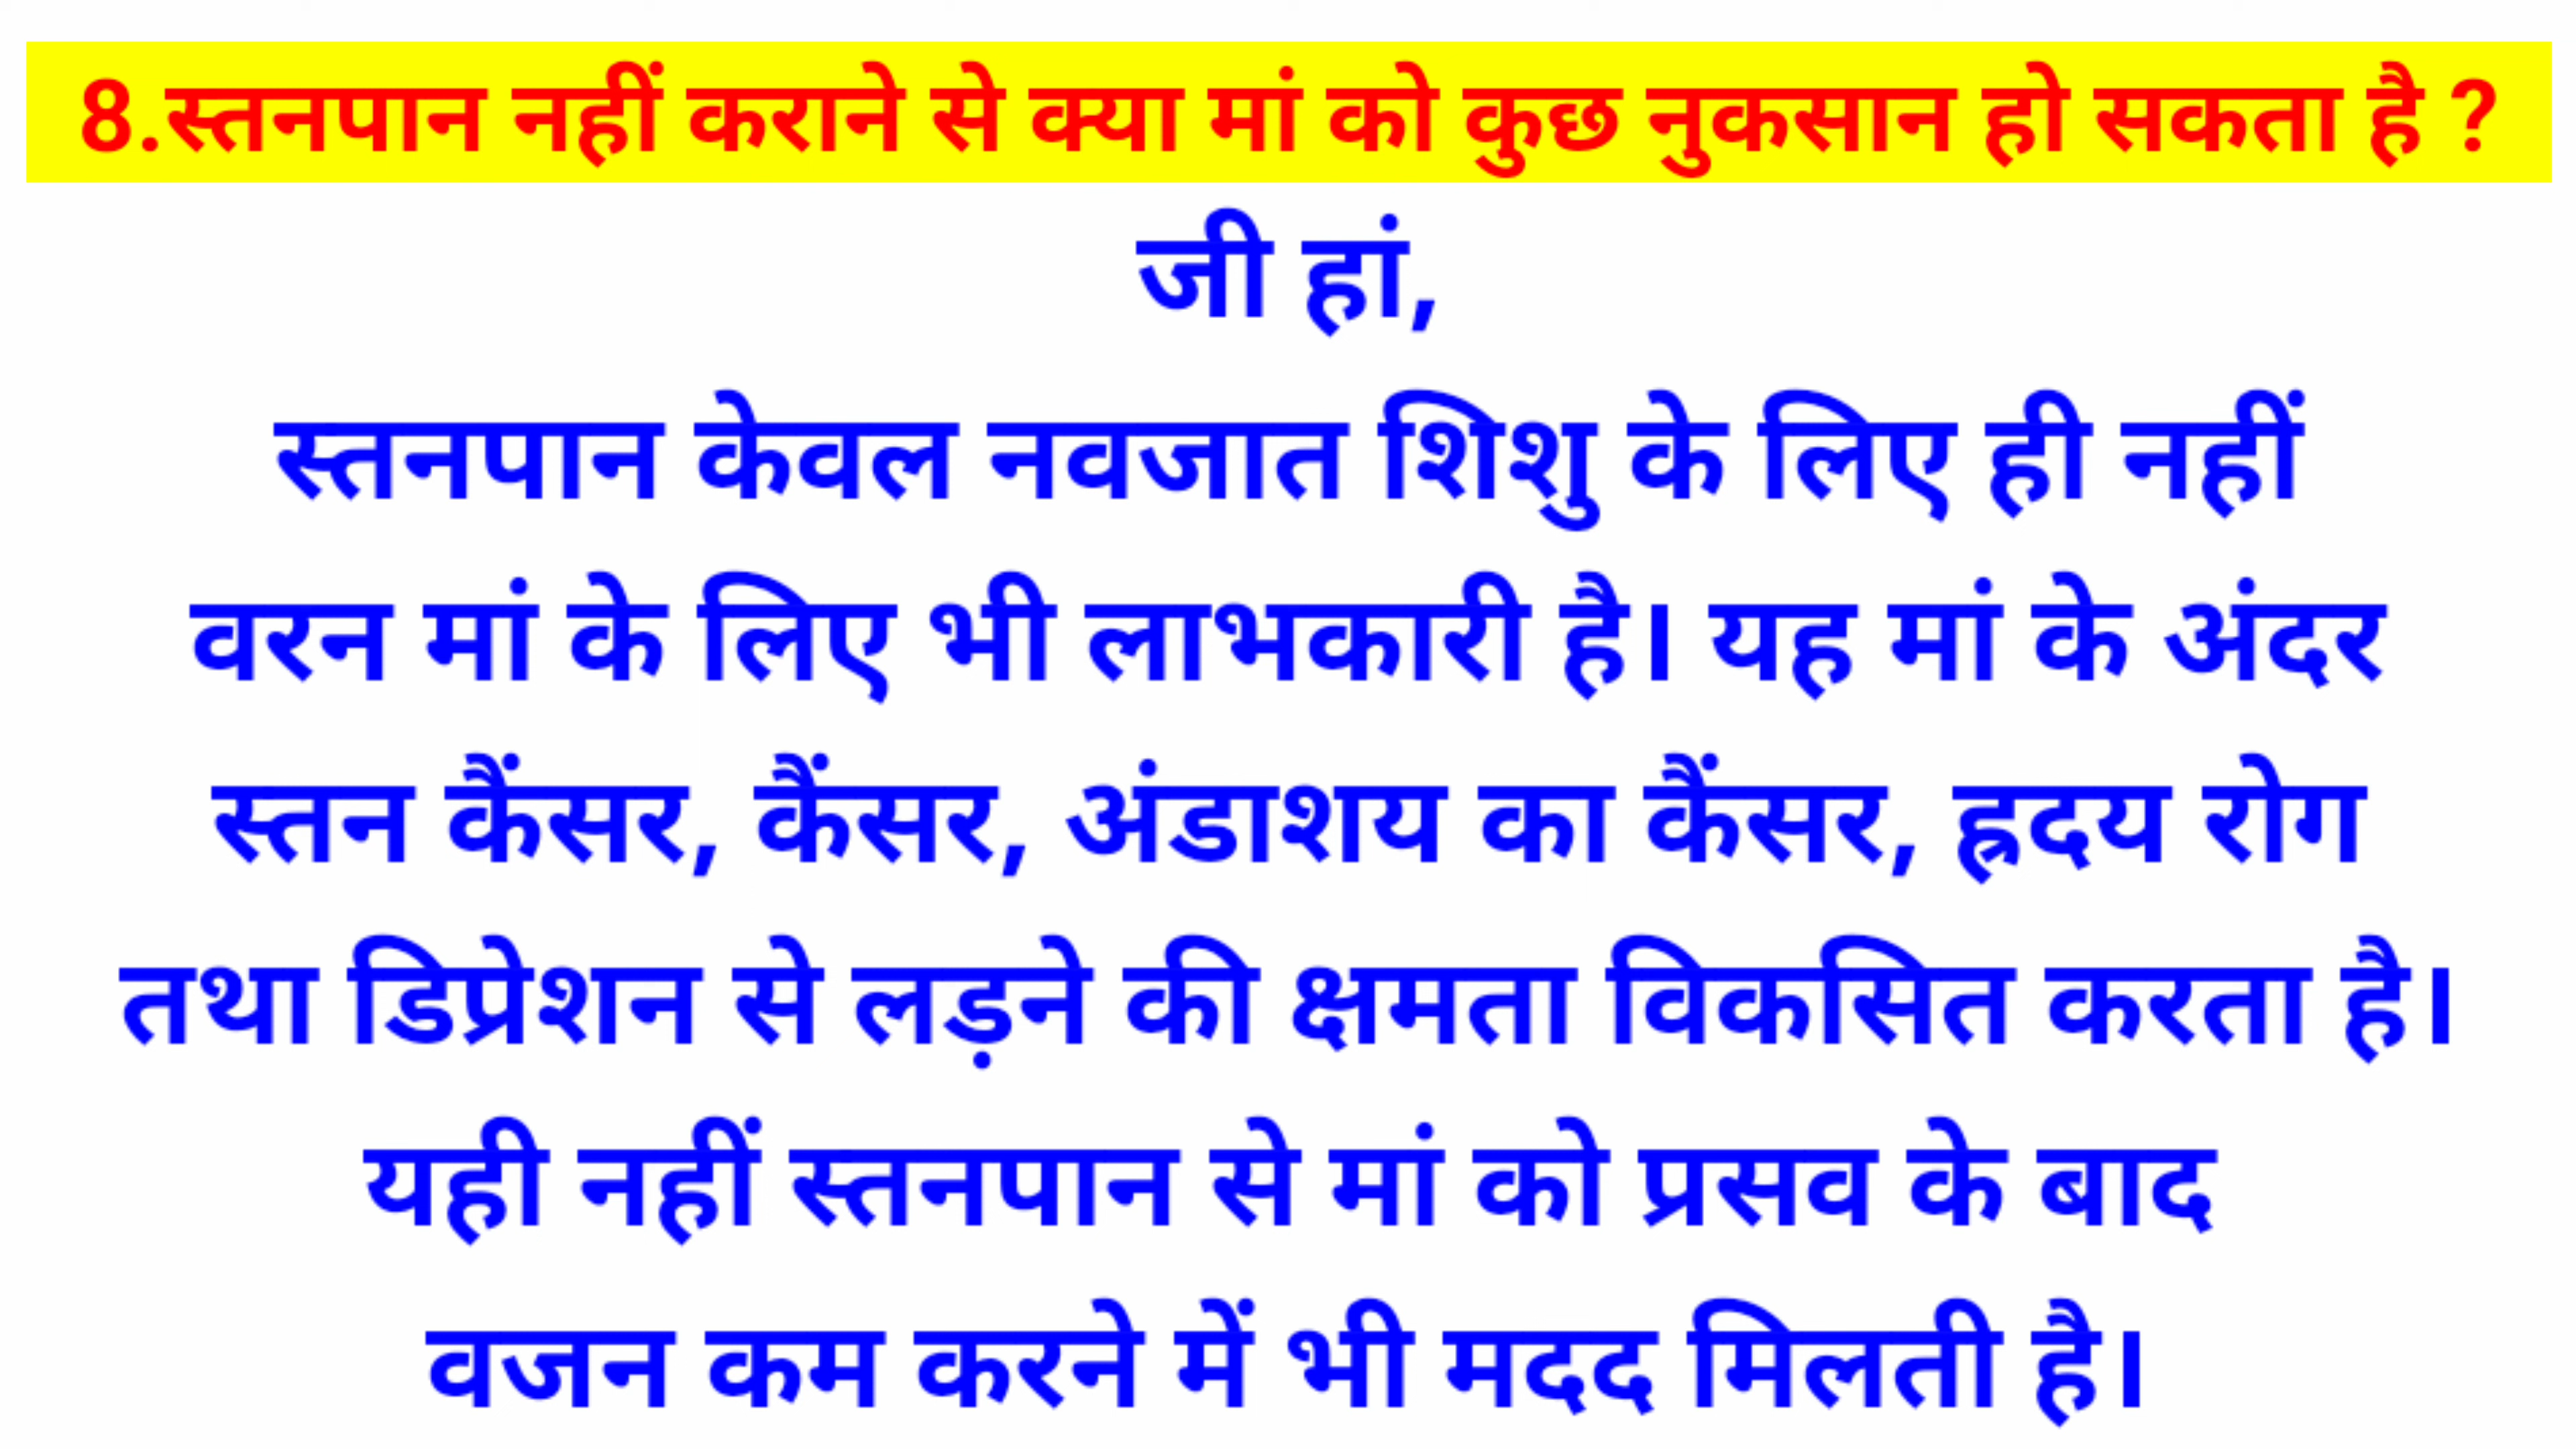 8.स्तनपान नहीं कराने से क्या मां को कुछ नुकसान हो सकता है ?
जी हां,
स्तनपान केवल नवजात शिशु के लिए ही नहीं
वरन मां के लिए भी लाभकारी है। यह मां के अंदर
स्तन कैंसर, कैंसर, अंडाशय का कैंसर, ह्रदय रोग
तथा डिप्रेशन से लड़ने की क्षमता विकसित करता है।
यही नहीं स्तनपान से मां को प्रसव के बाद
वजन कम करने में भी मदद मिलती है।